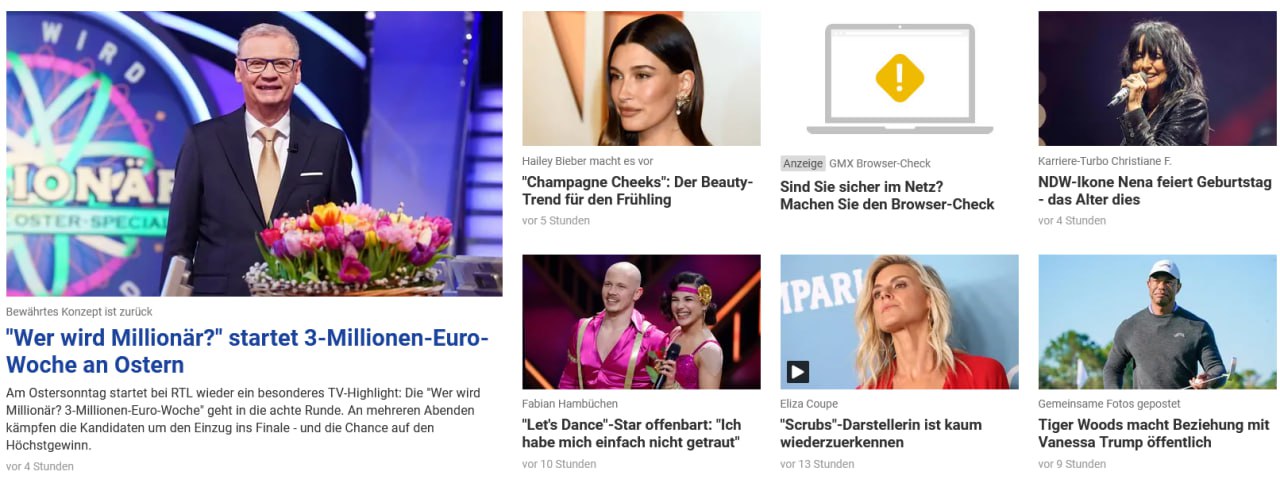 WIRD
IONÄR
OSTER-SPECIAL
WIRD
Bewährtes Konzept ist zurück
"Wer wird Millionär?" startet 3-Millionen-Euro-
Woche an Ostern
Am Ostersonntag startet bei RTL wieder ein besonderes TV-Highlight: Die "Wer wird
Millionär? 3-Millionen-Euro-Woche" geht in die achte Runde. An mehreren Abenden
kämpfen die Kandidaten um den Einzug ins Finale - und die Chance auf den
Höchstgewinn.
vor 4 Stunden
Hailey Bieber macht es vor
"Champagne Cheeks": Der Beauty-
Trend für den Frühling
vor 5 Stunden
Anzeige GMX Browser-Check
Sind Sie sicher im Netz?
Machen Sie den Browser-Check
Karriere-Turbo Christiane F.
NDW-Ikone Nena feiert Geburtstag
- das Alter dies
vor 4 Stunden
Fabian Hambüchen
"Let's Dance"-Star offenbart: "Ich
habe mich einfach nicht getraut"
vor 10 Stunden
MPARI
Eliza Coupe
"Scrubs"-Darstellerin ist kaum
wiederzuerkennen
vor 13 Stunden
Gemeinsame Fotos gepostet
Tiger Woods macht Beziehung mit
Vanessa Trump öffentlich
vor 9 Stunden